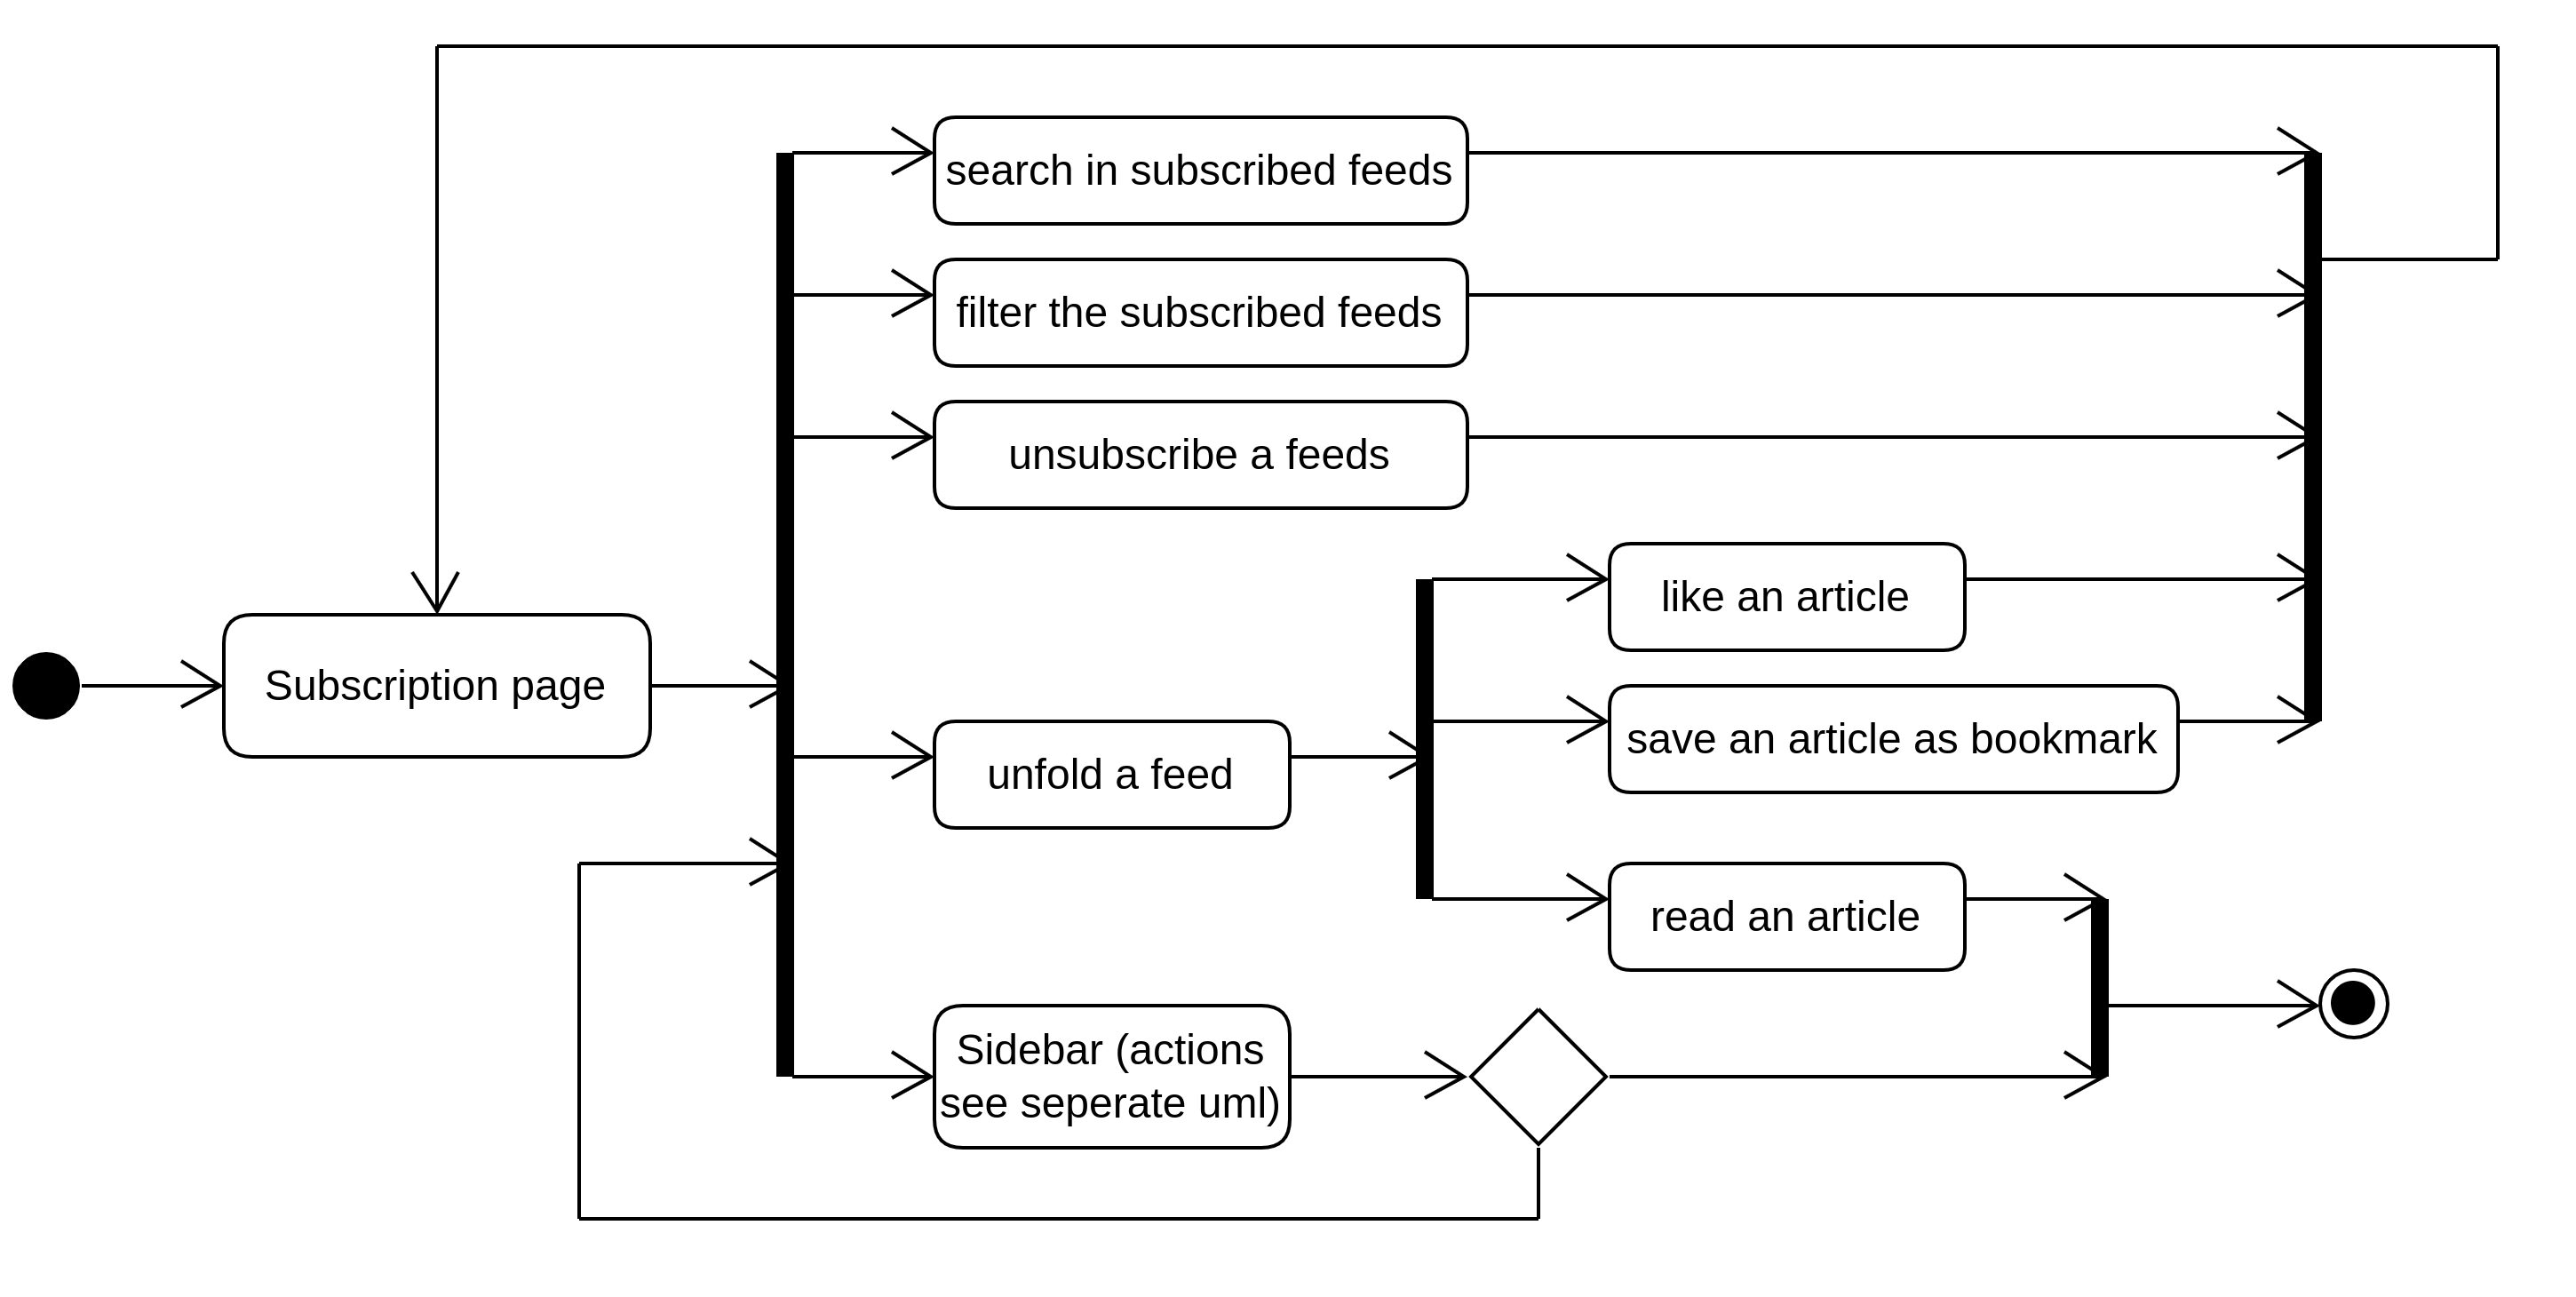 search in subscribed feeds
filter the subscribed feeds
unsubscribe a feeds
like an article
Subscription page
save an article as bookmark
unfold a feed
read an article
Sidebar (actions
see seperate uml)